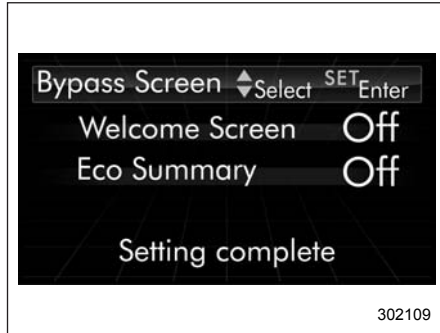 Bypass Screen Select SET Enter
Welcome Screen Off
Eco Summary Off
Setting complete
302109